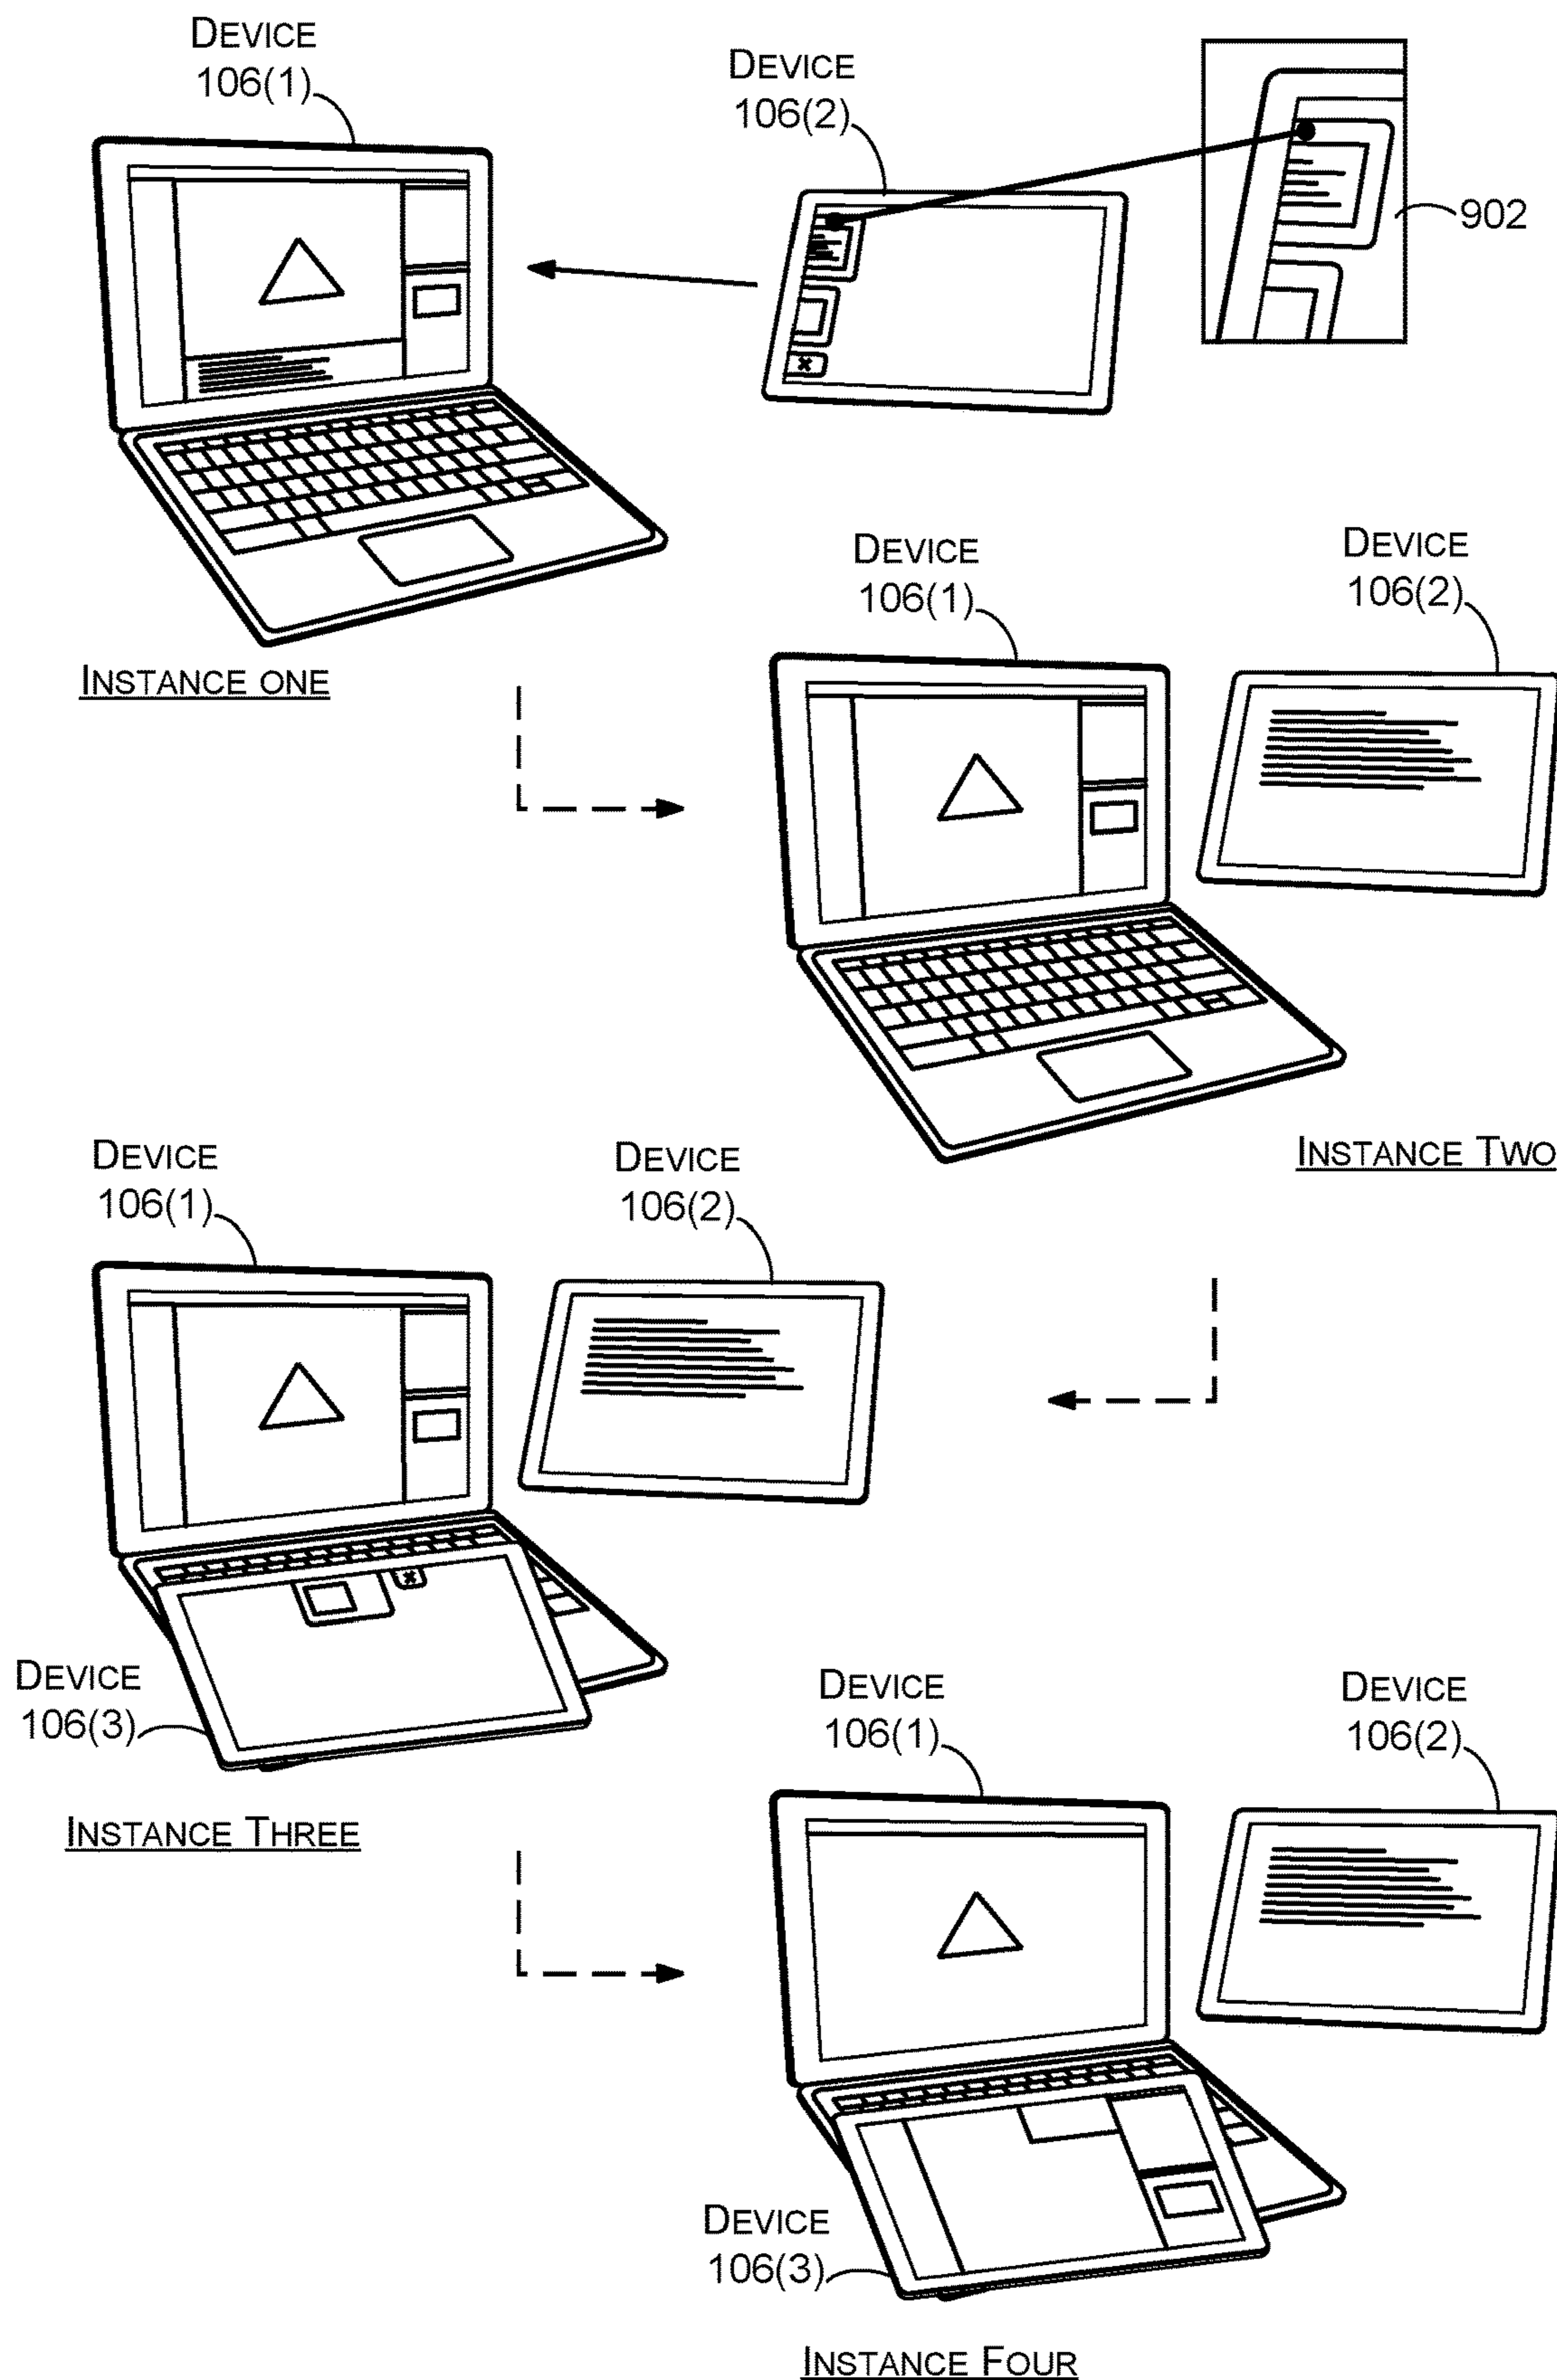 DEVICE
106(1)
DEVICE
106(2)
902
INSTANCE ONE
DEVICE
106(1)
DEVICE
106(2)
INSTANCE TWO
DEVICE
106(1)
DEVICE
106(2)
DEVICE
106(3)
INSTANCE THREE
DEVICE
106(1)
DEVICE
106(2)
DEVICE
106(3)
INSTANCE FOUR